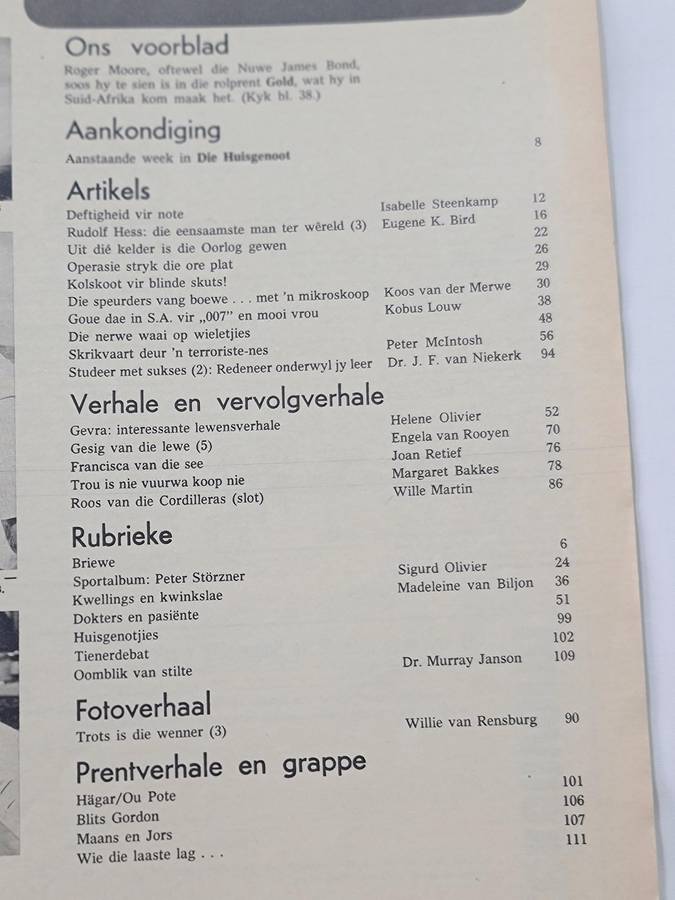 Ons voorblad
Roger Moore, oftewel die Nuwe James Bond,
soos hy te sien is in die rolprent Gold, wat hy in
Suid-Afrika kom maak het. (Kyk bl. 38.)
Aankondiging
Aanstaande week in Die Huisgenoot 8
Artikels
Deftigheid vir note Isabelle Steenkamp 12
Rudolf Hess: die eensaamste man ter wêreld (3) Eugene K. Bird 16
Uit dié kelder is die Oorlog gewen 22
Operasie stryk die ore plat 26
Kolskoot vir blinde skuts! 29
Die speurders vang boewe . . . met 'n mikroskoop Koos van der Merwe 30
Goue dae in S.A. vir „007” en mooi vrou Kobus Louw 38
Die nerwe waai op wieletjies 48
Skrikvaart deur 'n terroriste-nes Peter McIntosh 56
Studeer met sukses (2): Redeneer onderwyl jy leer Dr. J. F. van Niekerk 94
Verhale en vervolgverhale
Gevra: interessante lewensverhale Helene Olivier 52
Gesig van die lewe (5) Engela van Rooyen 70
Francisca van die see Joan Retief 76
Trou is nie vuurwa koop nie Margaret Bakkes 78
Roos van die Cordilleras (slot) Wille Martin 86
Rubrieke
Briewe 6
Sportalbum: Peter Störzner Sigurd Olivier 24
Kwellings en kwinkslae Madeleine van Biljon 36
Dokters en pasiënte 51
Huisgenotjies 99
Tienerdebat 102
Oomblik van stilte Dr. Murray Janson 109
Fotoverhaal
Trots is die wenner (3) Willie van Rensburg 90
Prentverhale en grappe
Hägar/Ou Pote 101
Blits Gordon 106
Maans en Jors 107
Wie die laaste lag . . . 111